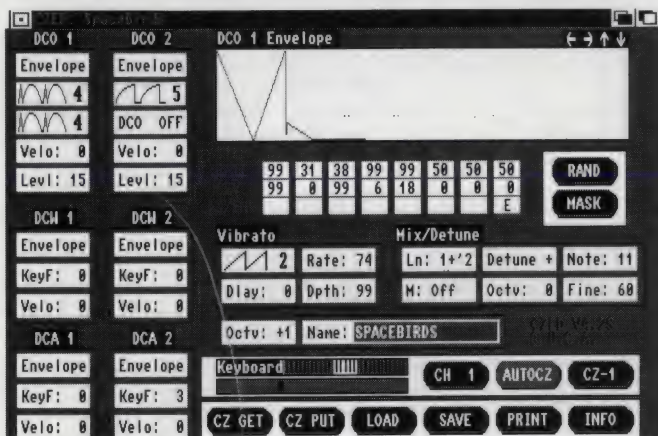 Spacebirds
DCO 1 DCO 2 DCO 1 Envelope ← → ↑ ↓
Envelope Envelope
4 5
4 DCO OFF
Velo: 0 Velo: 0
Levl: 15 Levl: 15
99 31 38 99 99 50 50 50
99 0 99 6 18 0 0 0
E
RAND
MASK
DCW 1 DCW 2
Envelope Envelope
KeyF: 0 KeyF: 0
Velo: 0 Velo: 0
Vibrato
2 Rate: 74
Dlay: 0 Dpth: 99
Mix/Detune
Ln: 1+'2 Detune + Note: 11
M: Off Octv: 0 Fine: 60
Octv: +1 Name: SPACEBIRDS
DCA 1 DCA 2
Envelope Envelope
KeyF: 0 KeyF: 3
Velo: 0 Velo: 0
Keyboard
CH 1 AUTOCZ CZ-1
CZ GET CZ PUT LOAD SAVE PRINT INFO